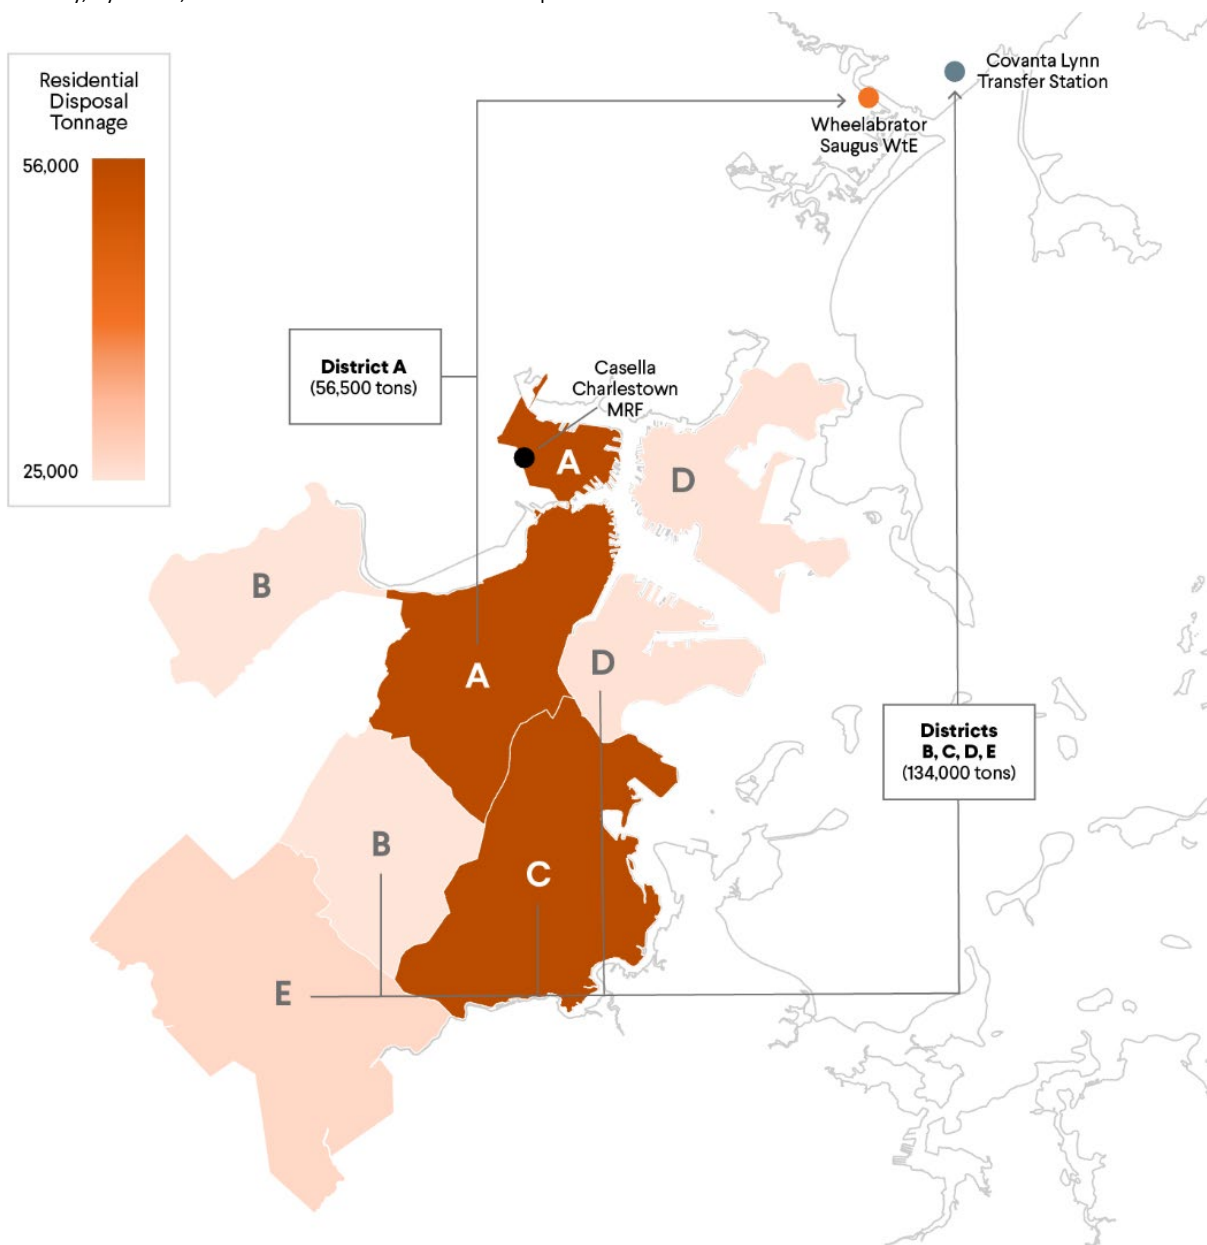 Residential
Disposal
Tonnage
56,000
25,000
Covanta Lynn
Transfer Station
Wheelabrator
Saugus WtE
District A
(56,500 tons)
Casella
Charlestown
MRF
A
D
B
A
D
Districts
B, C, D, E
(134,000 tons)
B
C
E